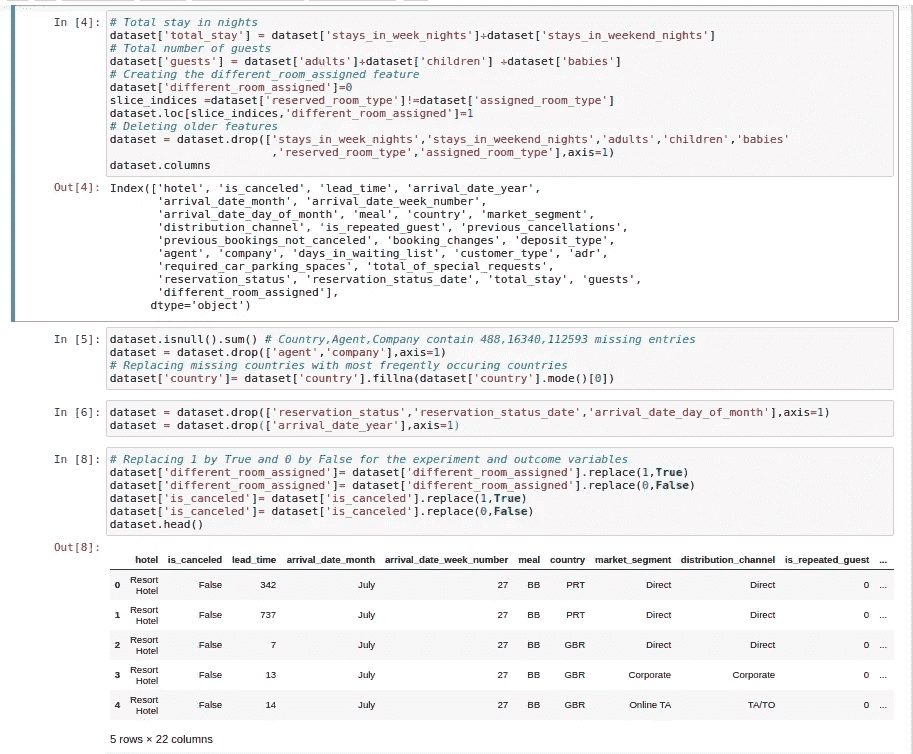 In [4]:
# Total stay in nights
dataset['total_stay'] = dataset['stays_in_week_nights']+dataset['stays_in_weekend_nights']
# Total number of guests
dataset['guests'] = dataset['adults']+dataset['children'] +dataset['babies']
# Creating the different_room_assigned feature
dataset['different_room_assigned']=0
slice_indices =dataset['reserved_room_type']!=dataset['assigned_room_type']
dataset.loc[slice_indices,'different_room_assigned']=1
# Deleting older features
dataset = dataset.drop(['stays_in_week_nights','stays_in_weekend_nights','adults','children','babies'
,'reserved_room_type','assigned_room_type'],axis=1)
dataset.columns
Out[4]:
Index(['hotel', 'is_canceled', 'lead_time', 'arrival_date_year',
'arrival_date_month', 'arrival_date_week_number',
'arrival_date_day_of_month', 'meal', 'country', 'market_segment',
'distribution_channel', 'is_repeated_guest', 'previous_cancellations',
'previous_bookings_not_canceled', 'booking_changes', 'deposit_type',
'agent', 'company', 'days_in_waiting_list', 'customer_type', 'adr',
'required_car_parking_spaces', 'total_of_special_requests',
'reservation_status', 'reservation_status_date', 'total_stay', 'guests',
'different_room_assigned'],
dtype='object')
In [5]:
dataset.isnull().sum() # Country,Agent,Company contain 488,16340,112593 missing entries
dataset = dataset.drop(['agent','company'],axis=1)
# Replacing missing countries with most freqently occuring countries
dataset['country']= dataset['country'].fillna(dataset['country'].mode()[0])
In [6]:
dataset = dataset.drop(['reservation_status','reservation_status_date','arrival_date_day_of_month'],axis=1)
dataset = dataset.drop(['arrival_date_year'],axis=1)
In [8]:
# Replacing 1 by True and 0 by False for the experiment and outcome variables
dataset['different_room_assigned']= dataset['different_room_assigned'].replace(1,True)
dataset['different_room_assigned']= dataset['different_room_assigned'].replace(0,False)
dataset['is_canceled']= dataset['is_canceled'].replace(1,True)
dataset['is_canceled']= dataset['is_canceled'].replace(0,False)
dataset.head()
Out[8]:
hotel is_canceled lead_time arrival_date_month arrival_date_week_number meal country market_segment distribution_channel is_repeated_guest ...
0 Resort Hotel False 342 July 27 BB PRT Direct Direct 0 ...
1 Resort Hotel False 737 July 27 BB PRT Direct Direct 0 ...
2 Resort Hotel False 7 July 27 BB GBR Direct Direct 0 ...
3 Resort Hotel False 13 July 27 BB GBR Corporate Corporate 0 ...
4 Resort Hotel False 14 July 27 BB GBR Online TA TA/TO 0 ...
5 rows × 22 columns